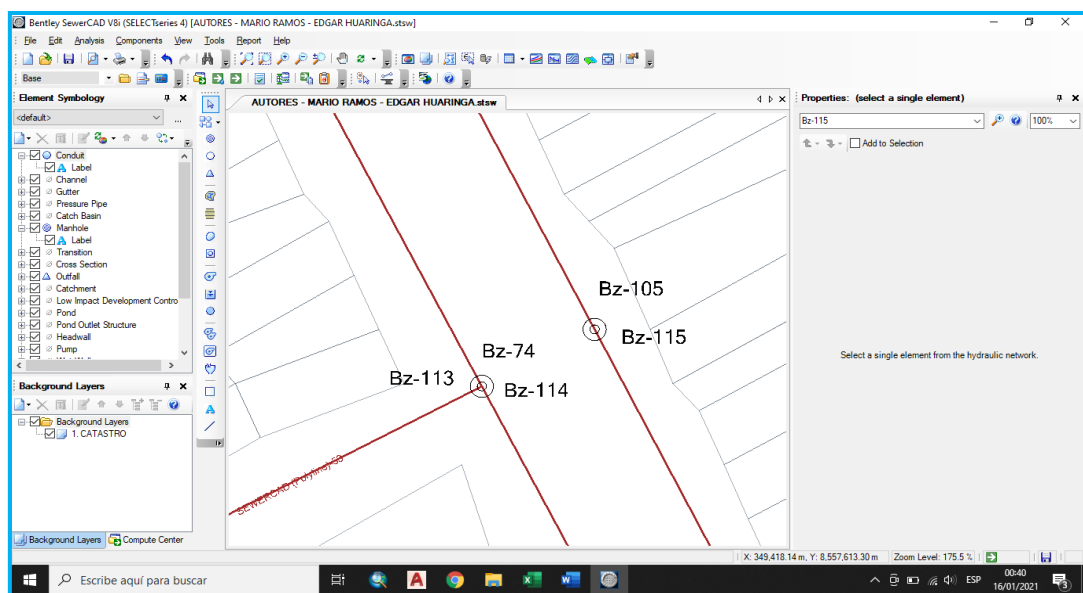 Bentley SewerCAD V8i (SELECTseries 4) [AUTORES - MARIO RAMOS - EDGAR HUARINGA.stsw]
File Edit Analysis Components View Tools Report Help
Base
Element Symbology
<default>
...
Conduit
Label
Channel
Gutter
Pressure Pipe
Catch Basin
Manhole
Label
Transition
Cross Section
Outfall
Catchment
Low Impact Development Contro
Pond
Pond Outlet Structure
Headwall
Pump
Background Layers
Background Layers
1. CATASTRO
Background Layers Compute Center
AUTORES - MARIO RAMOS - EDGAR HUARINGA.stsw
Bz-105
Bz-115
Bz-74
Bz-113
Bz-114
SEWERCAD (Polyline) 59
Properties: (select a single element)
Bz-115
100%
Add to Selection
Select a single element from the hydraulic network.
X: 349,418.14 m, Y: 8,557,613.30 m Zoom Level: 175.5 %
Escribe aquí para buscar
ESP
00:40
16/01/2021
3